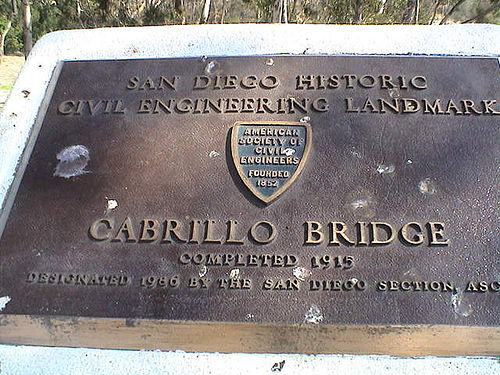 SAN DIEGO HISTORIC
CIVIL ENGINEERING LANDMARK
AMERICAN
SOCIETY OF
CIVIL
ENGINEERS
FOUNDED
1852
CABRILLO BRIDGE
COMPLETED 1915
DESIGNATED 1986 BY THE SAN DIEGO SECTION, ASC